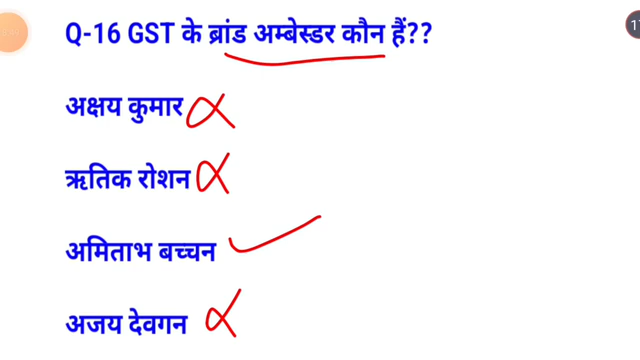 Q-16 GST के ब्रांड अम्बेस्डर कौन हैं??
अक्षय कुमार
ऋतिक रोशन
अमिताभ बच्चन
अजय देवगन